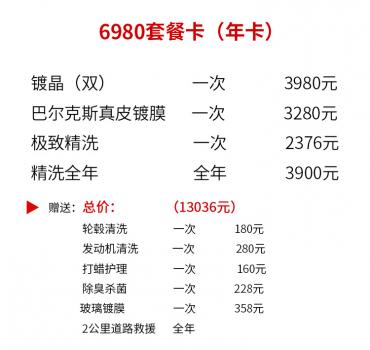 6980套餐卡（年卡）
镀晶（双） 一次 3980元
巴尔克斯真皮镀膜 一次 3280元
极致精洗 一次 2376元
精洗全年 全年 3900元
赠送：总价： （13036元）
轮毂清洗 一次 180元
发动机清洗 一次 280元
打蜡护理 一次 160元
除臭杀菌 一次 228元
玻璃镀膜 一次 358元
2公里道路救援 全年